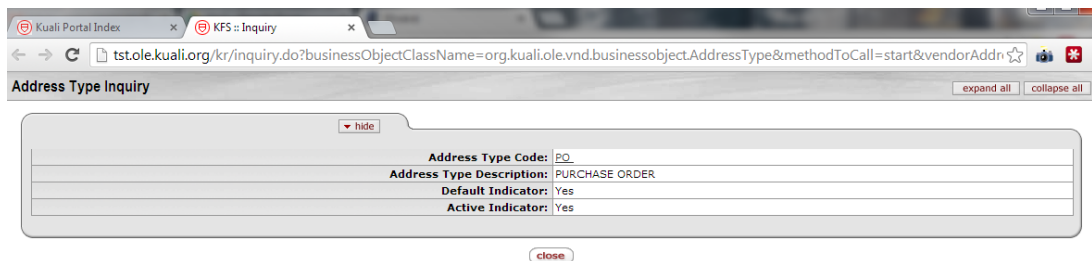 Kuali Portal Index × KFS :: Inquiry ×
tst.ole.kuali.org/kr/inquiry.do?businessObjectClassName=org.kuali.ole.vnd.businessobject.AddressType&methodToCall=start&vendorAddr
Address Type Inquiry expand all collapse all
hide
Address Type Code: PO
Address Type Description: PURCHASE ORDER
Default Indicator: Yes
Active Indicator: Yes
close